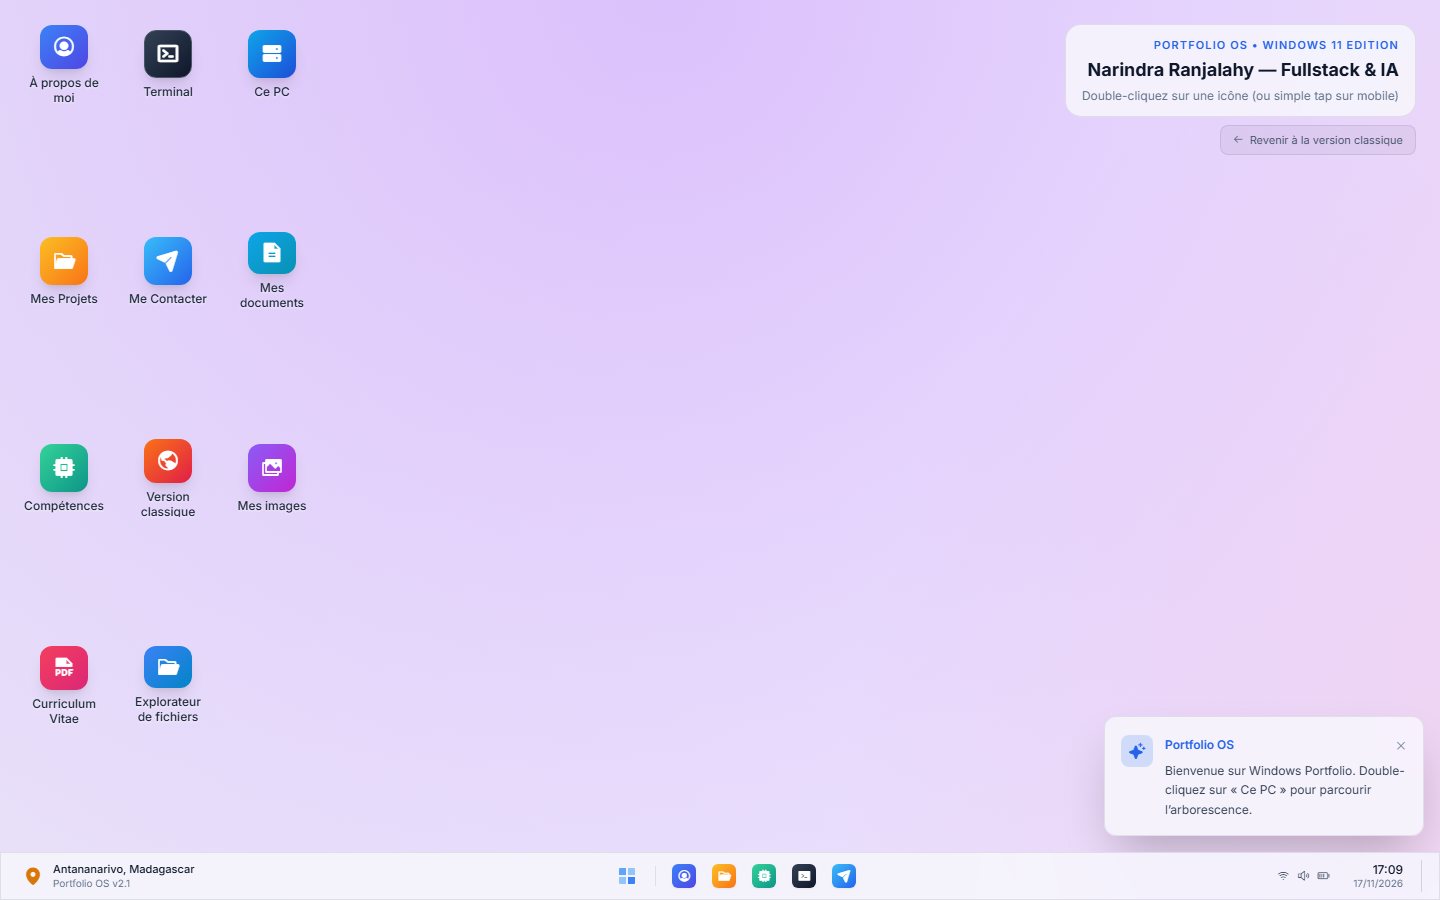 À propos de
moi
Terminal
Ce PC
PORTFOLIO OS • WINDOWS 11 EDITION
Narindra Ranjalahy — Fullstack & IA
Double-cliquez sur une icône (ou simple tap sur mobile)
← Revenir à la version classique
Mes Projets
Me Contacter
Mes
documents
Compétences
Version
classique
Mes images
PDF
Curriculum
Vitae
Explorateur
de fichiers
Portfolio OS
Bienvenue sur Windows Portfolio. Double-
cliquez sur « Ce PC » pour parcourir
l’arborescence.
Antananarivo, Madagascar
Portfolio OS v2.1
17:09
17/11/2026